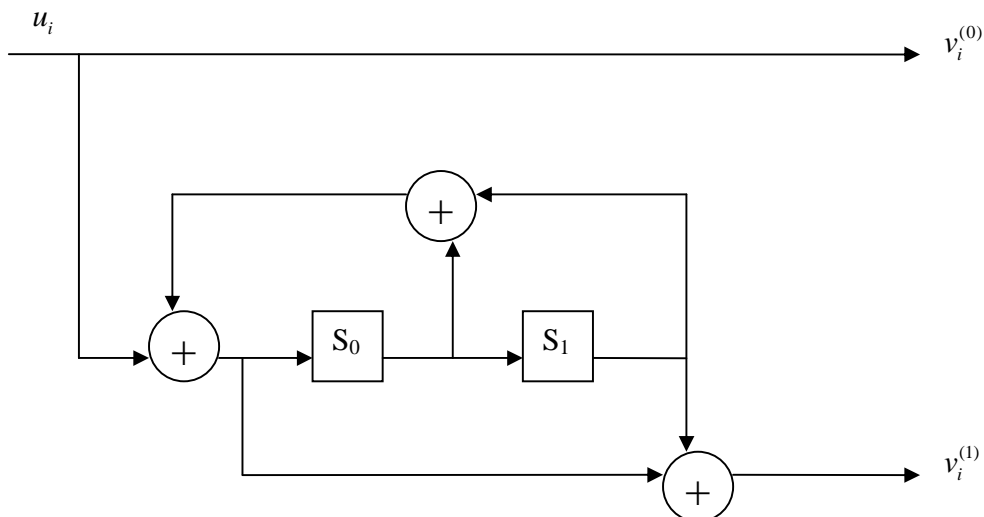 u_i
v_i^{(0)}
+
+
S_0
S_1
v_i^{(1)}
+